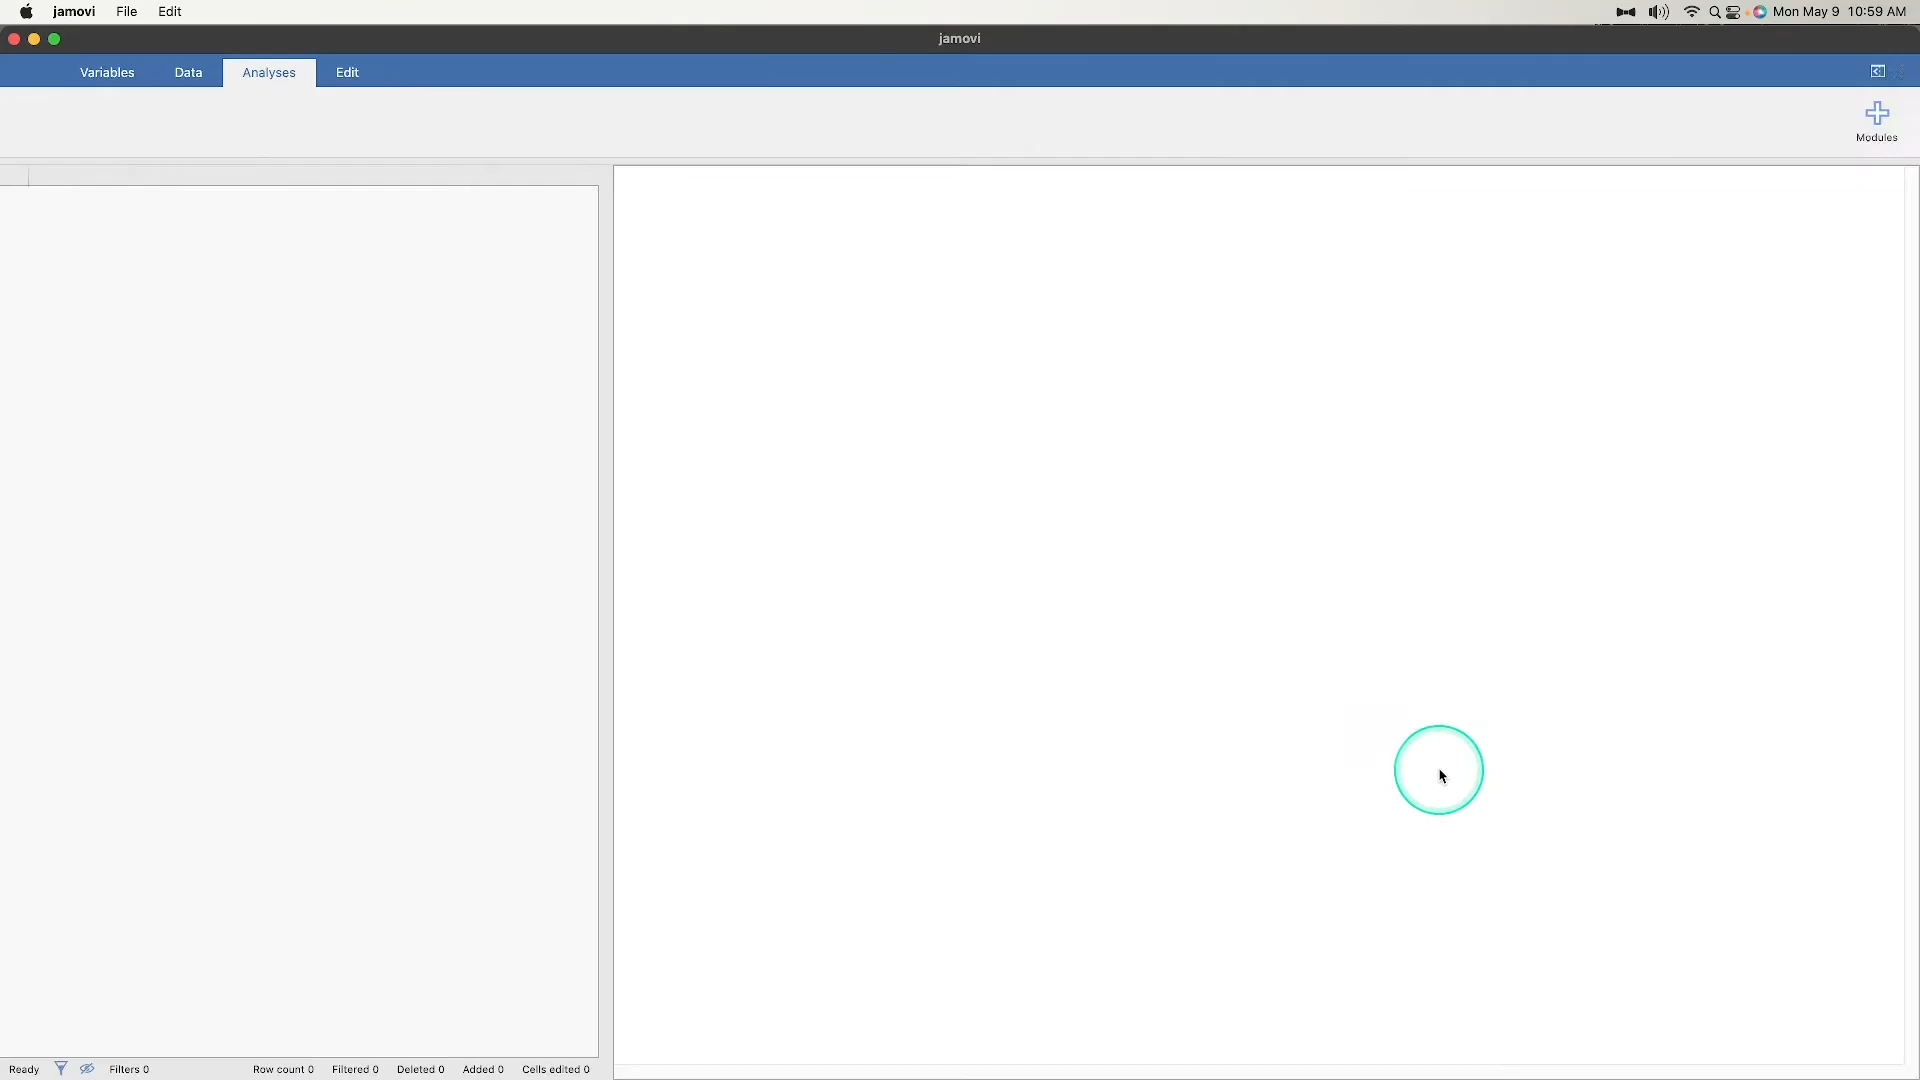 jamovi File Edit Mon May 9 10:59 AM
jamovi
Variables Data Analyses Edit
Modules
Ready Filters 0 Row count 0 Filtered 0 Deleted 0 Added 0 Cells edited 0